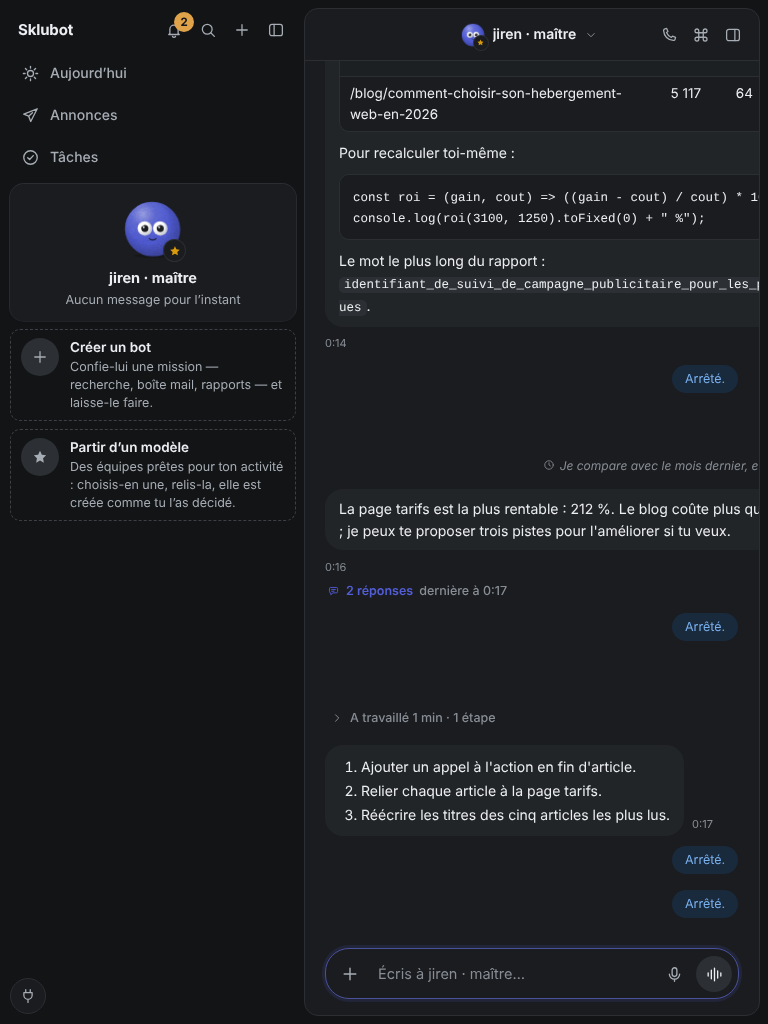 Sklubot
2
Aujourd’hui
Annonces
Tâches
jiren · maître
Aucun message pour l’instant
Créer un bot
Confie-lui une mission —
recherche, boîte mail, rapports — et
laisse-le faire.
Partir d’un modèle
Des équipes prêtes pour ton activité
: choisis-en une, relis-la, elle est
créée comme tu l’as décidé.
jiren · maître
/blog/comment-choisir-son-hebergement-
web-en-2026
5 117
64
Pour recalculer toi-même :
const roi = (gain, cout) => ((gain - cout) / cout) * 1
console.log(roi(3100, 1250).toFixed(0) + " %");
Le mot le plus long du rapport :
identifiant_de_suivi_de_campagne_publicitaire_pour_les_
ues .
0:14
Arrêté.
Je compare avec le mois dernier, e
La page tarifs est la plus rentable : 212 %. Le blog coûte plus qu
; je peux te proposer trois pistes pour l'améliorer si tu veux.
0:16
2 réponses dernière à 0:17
Arrêté.
A travaillé 1 min · 1 étape
1. Ajouter un appel à l'action en fin d'article.
2. Relier chaque article à la page tarifs.
3. Réécrire les titres des cinq articles les plus lus.
0:17
Arrêté.
Arrêté.
Écris à jiren · maître…